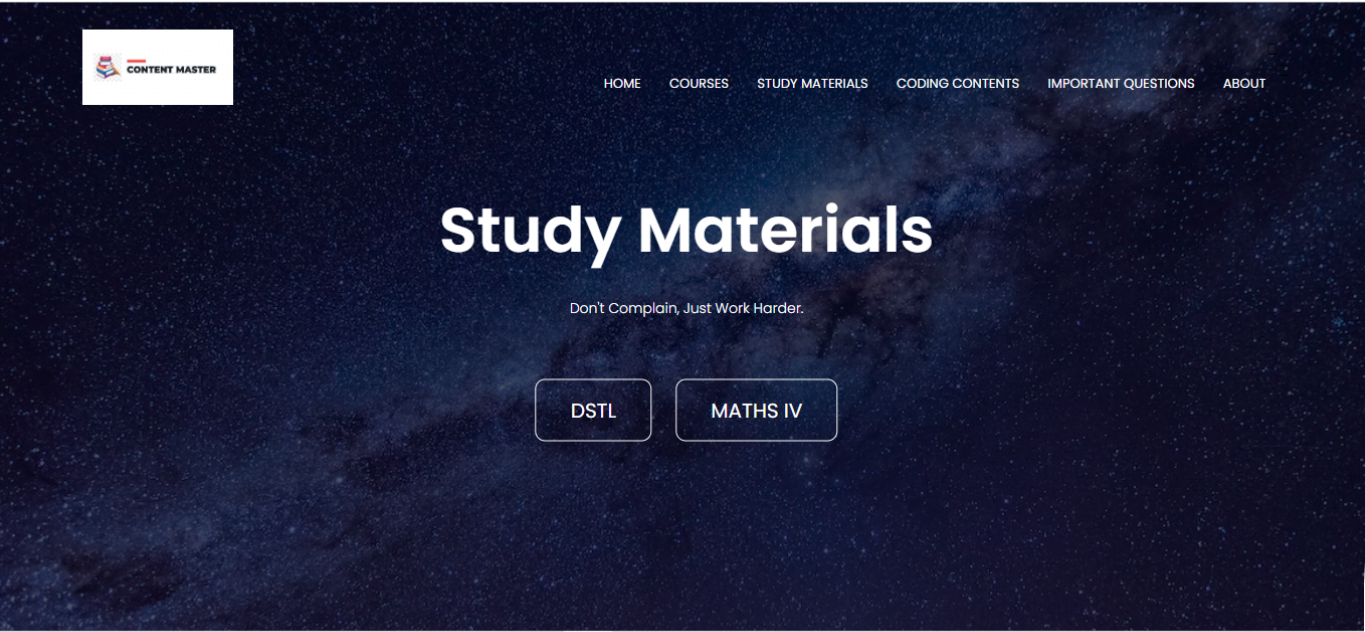 CONTENT MASTER
HOME COURSES STUDY MATERIALS CODING CONTENTS IMPORTANT QUESTIONS ABOUT
Study Materials
Don't Complain, Just Work Harder.
DSTL MATHS IV